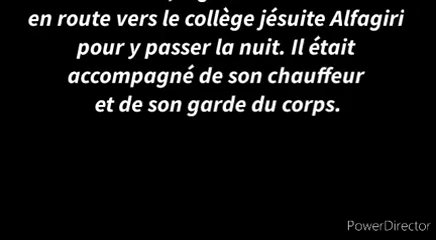 en route vers le collège jésuite Alfagiri
pour y passer la nuit. Il était
accompagné de son chauffeur
et de son garde du corps.
PowerDirector